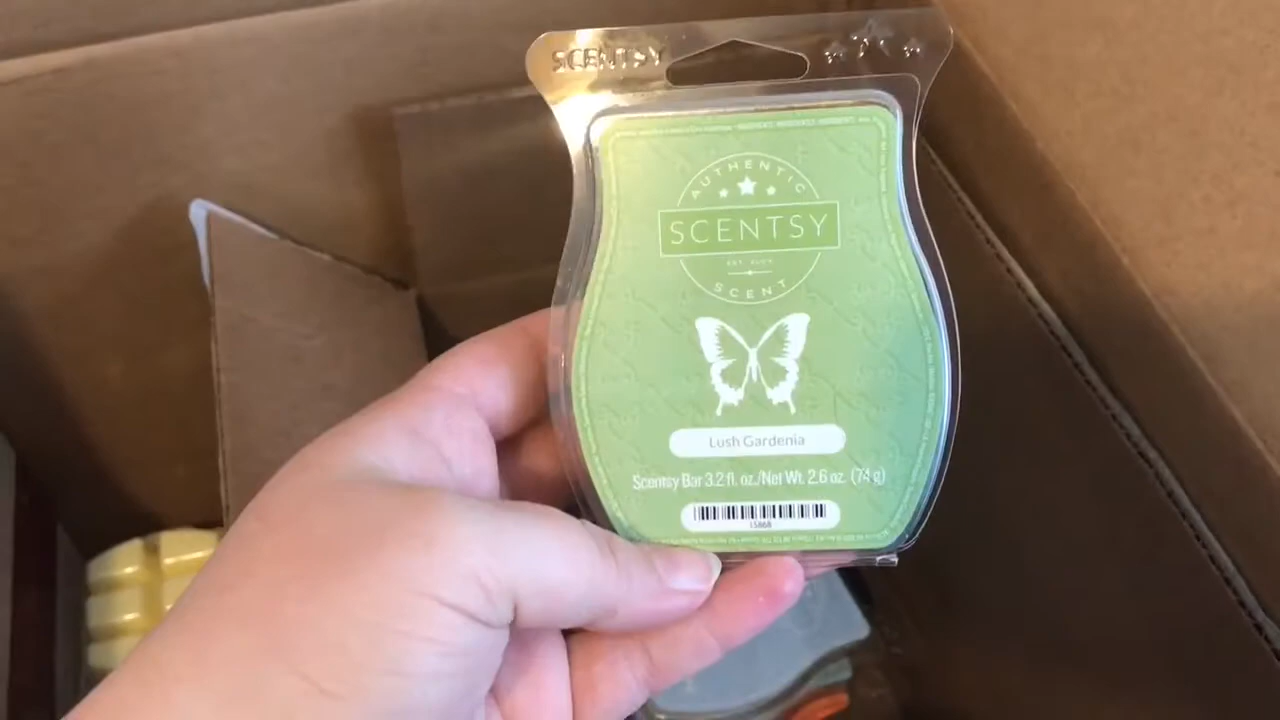 SCENTSY
AUTHENTIC
SCENTSY
SCENT
Lush Gardenia
Scentsy Bar 3.2 fl. oz./Net Wt. 2.6 oz. (74 g)